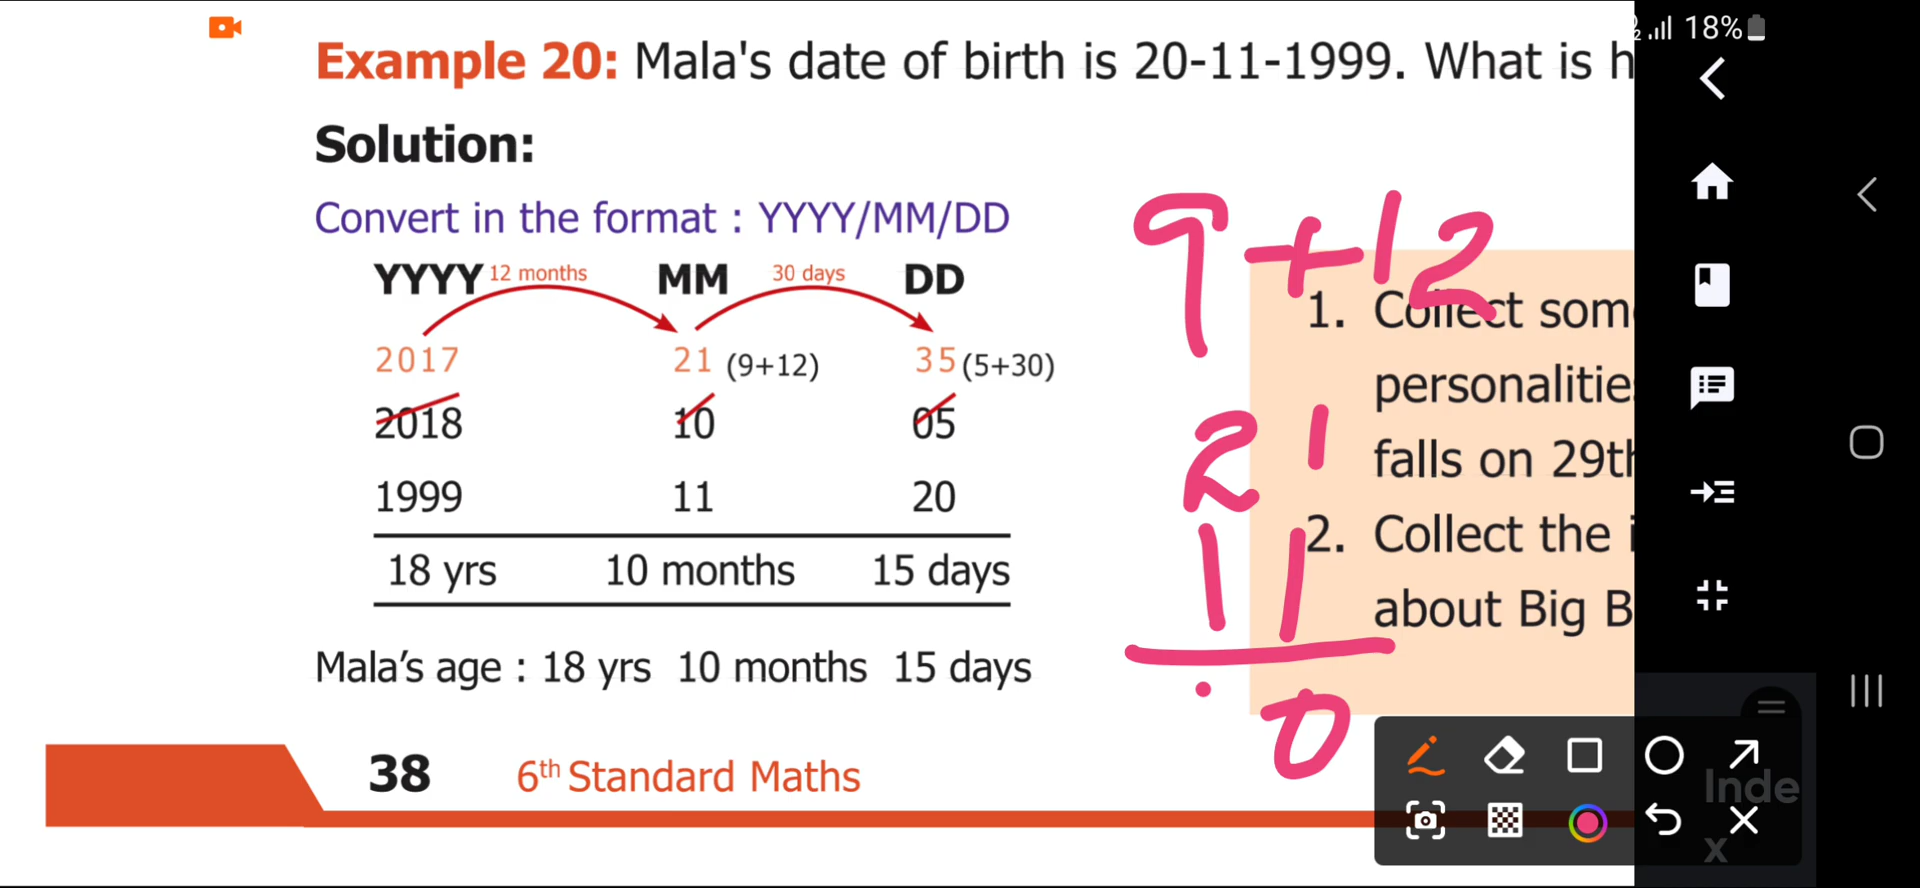 18%
Example 20: Mala's date of birth is 20-11-1999. What is h
Solution:
Convert in the format : YYYY/MM/DD
YYYY 12 months MM 30 days DD
2017 21 (9+12) 35 (5+30)
2018 10 05
1999 11 20
18 yrs 10 months 15 days
Mala's age : 18 yrs 10 months 15 days
9+12
21
11
0
1. Collect som
personalitie
falls on 29th
2. Collect the i
about Big B
38 6th Standard Maths
Inde
x